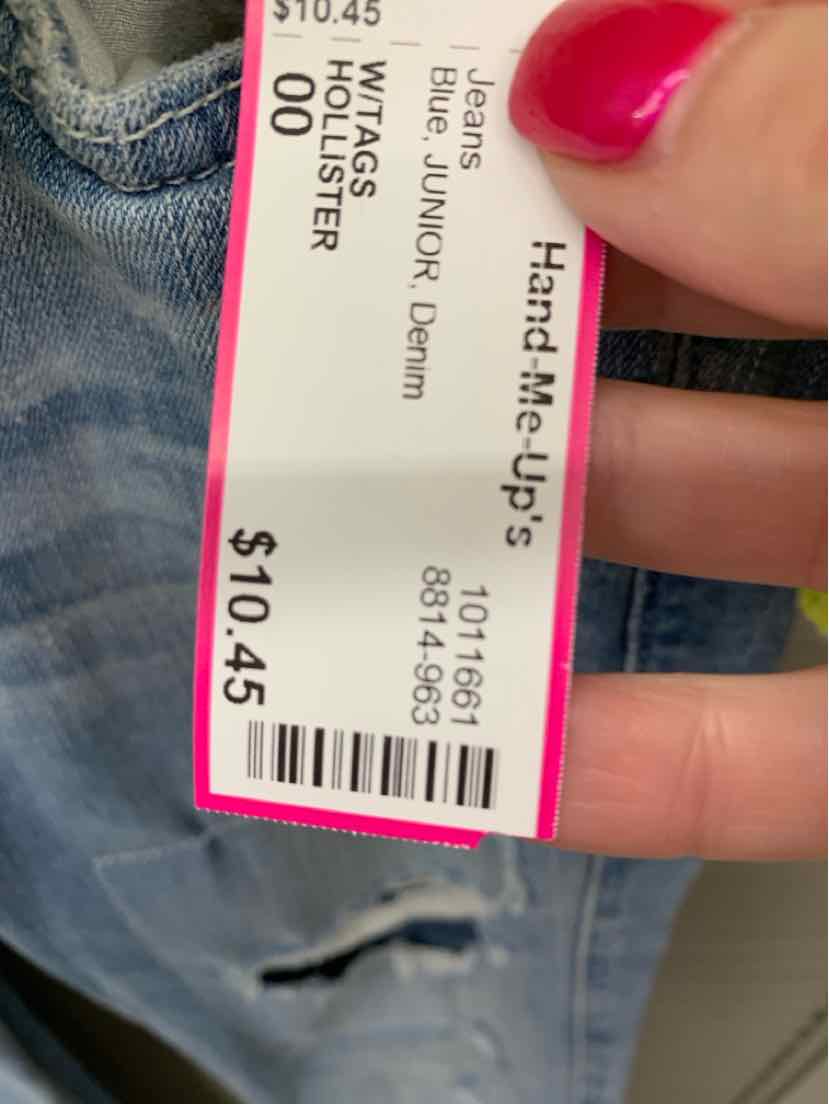 $10.45
Hand-Me-Up's
Jeans
1011661
Blue, JUNIOR, Denim
8814-963
W/TAGS
HOLLISTER
00
$10.45